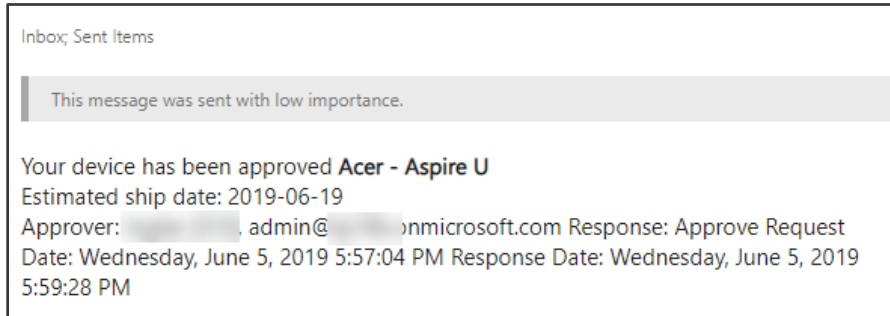 Inbox; Sent Items
This message was sent with low importance.
Your device has been approved Acer - Aspire U
Estimated ship date: 2019-06-19
Approver: , admin@ onmicrosoft.com Response: Approve Request
Date: Wednesday, June 5, 2019 5:57:04 PM Response Date: Wednesday, June 5, 2019
5:59:28 PM